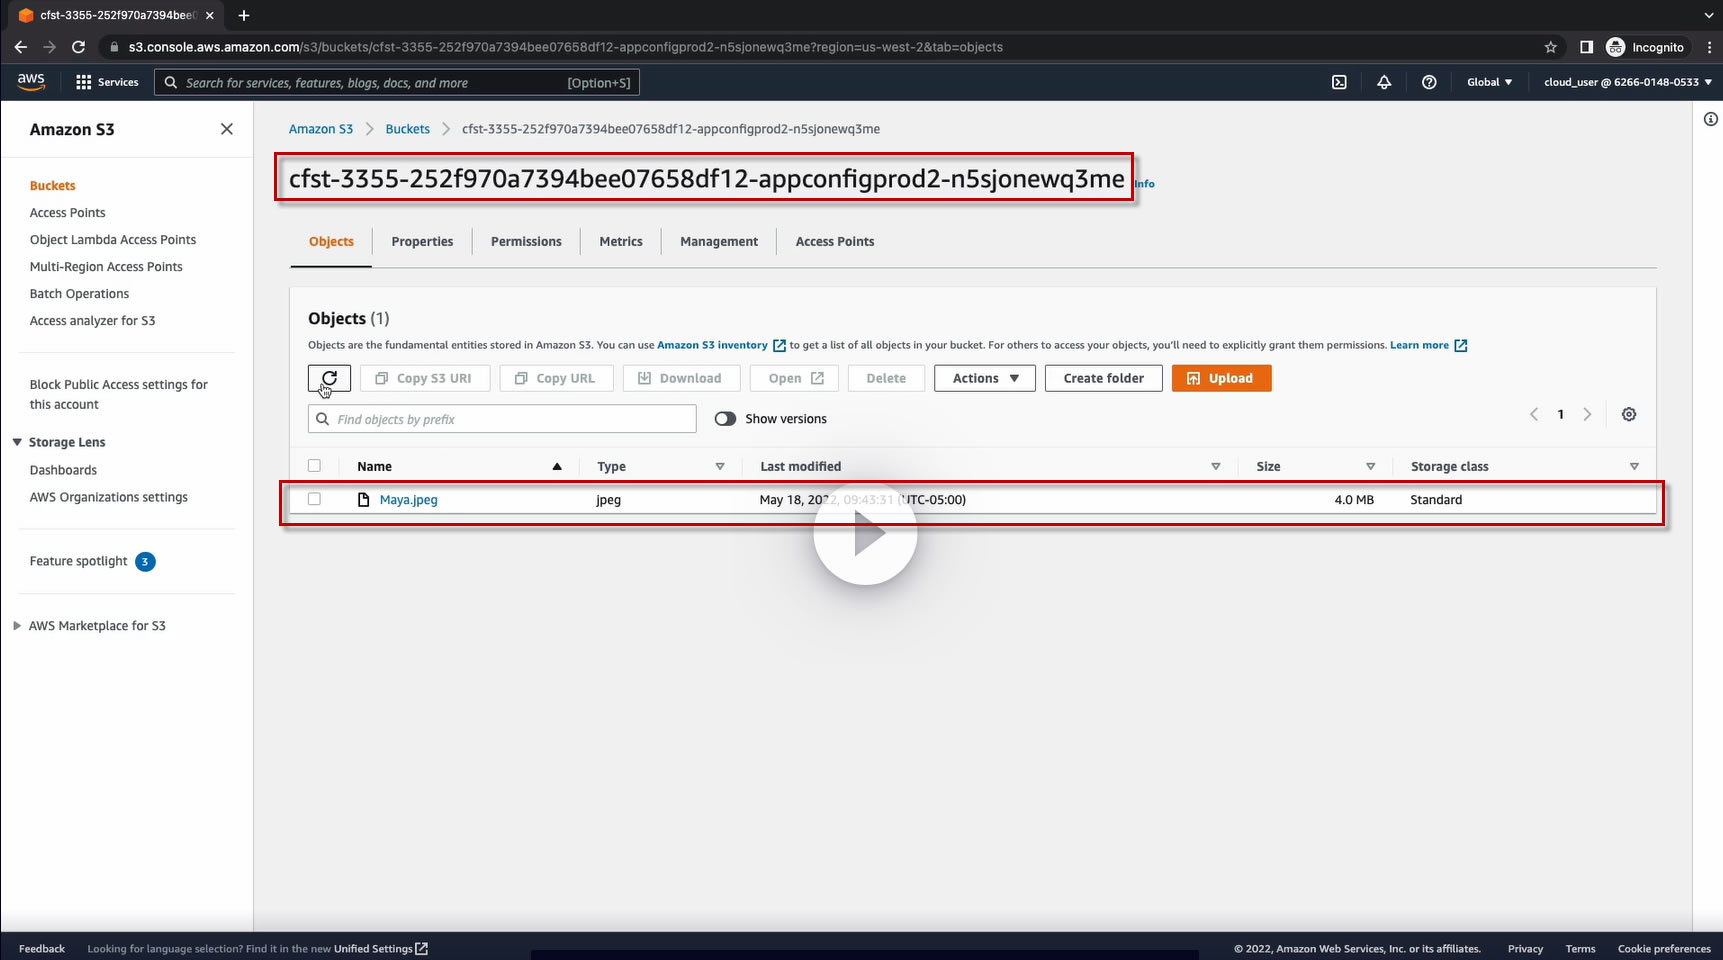 cfst-3355-252f970a7394bee0
s3.console.aws.amazon.com/s3/buckets/cfst-3355-252f970a7394bee07658df12-appconfigprod2-n5sjonewq3me?region=us-west-2&tab=objects
Incognito
aws Services Search for services, features, blogs, docs, and more [Option+S] Global cloud_user @ 6266-0148-0533
Amazon S3
Buckets
Access Points
Object Lambda Access Points
Multi-Region Access Points
Batch Operations
Access analyzer for S3
Block Public Access settings for
this account
Storage Lens
Dashboards
AWS Organizations settings
Feature spotlight 3
AWS Marketplace for S3
Amazon S3 Buckets cfst-3355-252f970a7394bee07658df12-appconfigprod2-n5sjonewq3me
cfst-3355-252f970a7394bee07658df12-appconfigprod2-n5sjonewq3me Info
Objects Properties Permissions Metrics Management Access Points
Objects (1)
Objects are the fundamental entities stored in Amazon S3. You can use Amazon S3 inventory to get a list of all objects in your bucket. For others to access your objects, you'll need to explicitly grant them permissions. Learn more
Copy S3 URI Copy URL Download Open Delete Actions Create folder Upload
Find objects by prefix Show versions 1
Name Type Last modified Size Storage class
Maya.jpeg jpeg May 18, 2022, 09:43:31 (UTC-05:00) 4.0 MB Standard
Feedback Looking for language selection? Find it in the new Unified Settings © 2022, Amazon Web Services, Inc. or its affiliates. Privacy Terms Cookie preferences